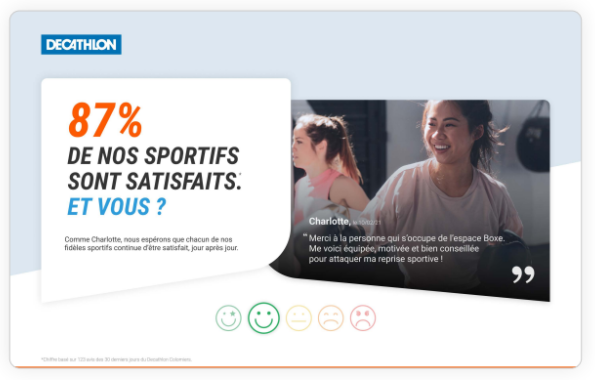 DECATHLON
87%
DE NOS SPORTIFS
SONT SATISFAITS.
ET VOUS ?
Comme Charlotte, nous espérons que chacun de nos
fidèles sportifs continue d'être satisfait, jour après jour.
Charlotte,
" Merci à la personne qui s'occupe de l'espace Boxe.
Me voici équipée, motivée et bien conseillée
pour attaquer ma reprise sportive !
”